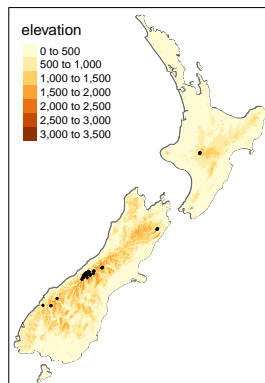 elevation
0 to 500
500 to 1,000
1,000 to 1,500
1,500 to 2,000
2,000 to 2,500
2,500 to 3,000
3,000 to 3,500